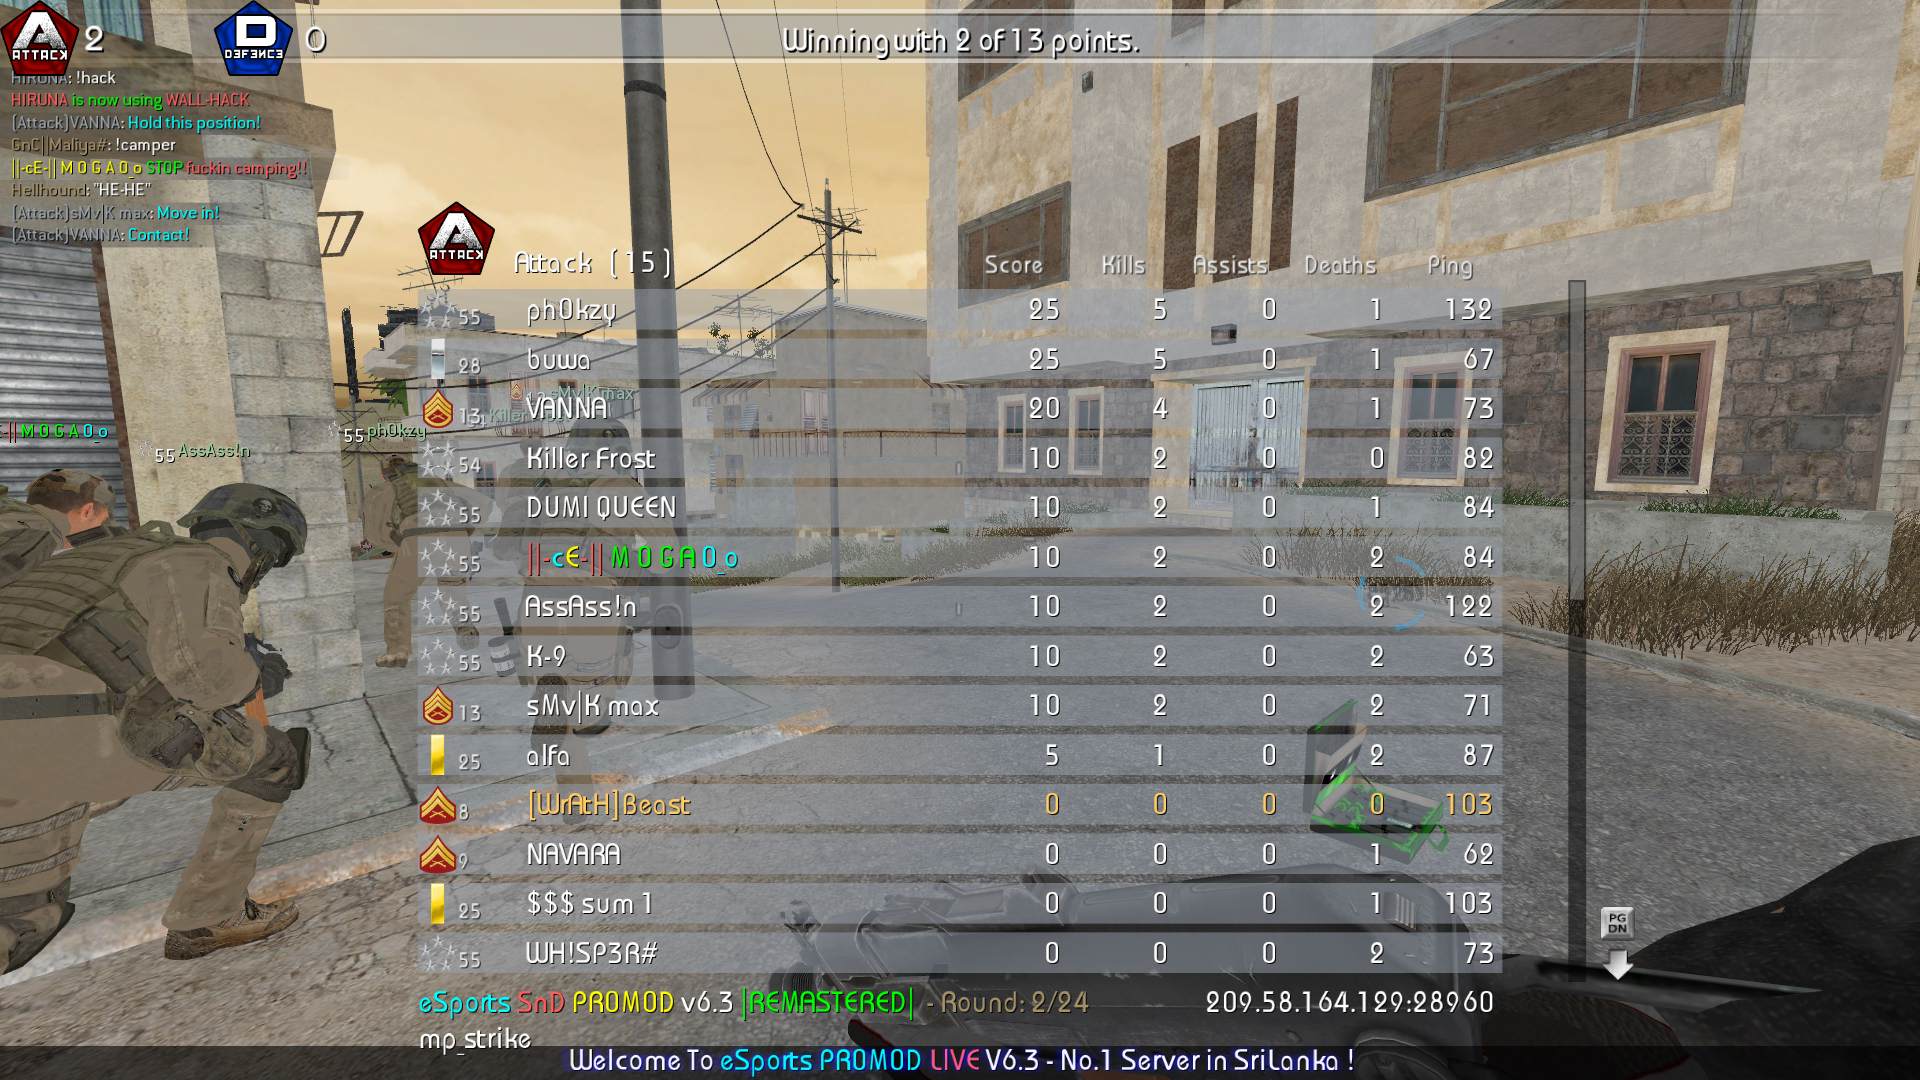 A ATTACK 2 D D3F3NC3 0 Winning with 2 of 13 points.
HIRUNA: !hack
HIRUNA is now using WALL-HACK
(Attack)VANNA: Hold this position!
GnC||Maliya#: !camper
||-cE-|| M O G A O_o STOP fuckin camping!!
Hellhound: "HE-HE"
(Attack)sMv|K max: Move in!
(Attack)VANNA: Contact!
A ATTACK Attack (15) Score Kills Assists Deaths Ping
55 ph0kzy 25 5 0 1 132
28 buwa 25 5 0 1 67
sMv|K max
13 VANNA 20 4 0 1 73
Killer
|| M O G A O_o
55 ph0kzy
55 AssAss!n
54 Killer Frost 10 2 0 0 82
55 DUMI QUEEN 10 2 0 1 84
55 ||-cE-|| M O G A O_o 10 2 0 2 84
55 AssAss!n 10 2 0 2 122
55 K-9 10 2 0 2 63
13 sMv|K max 10 2 0 2 71
25 alfa 5 1 0 2 87
8 [WrAtH]Beast 0 0 0 0 103
9 NAVARA 0 0 0 1 62
25 $$$ sum 1 0 0 0 1 103
55 WH!SP3R# 0 0 0 2 73
PG DN
eSports SnD PROMOD v6.3 |REMASTERED| - Round: 2/24 209.58.164.129:28960
mp_strike
Welcome To eSports PROMOD LIVE V6.3 - No.1 Server in SriLanka !